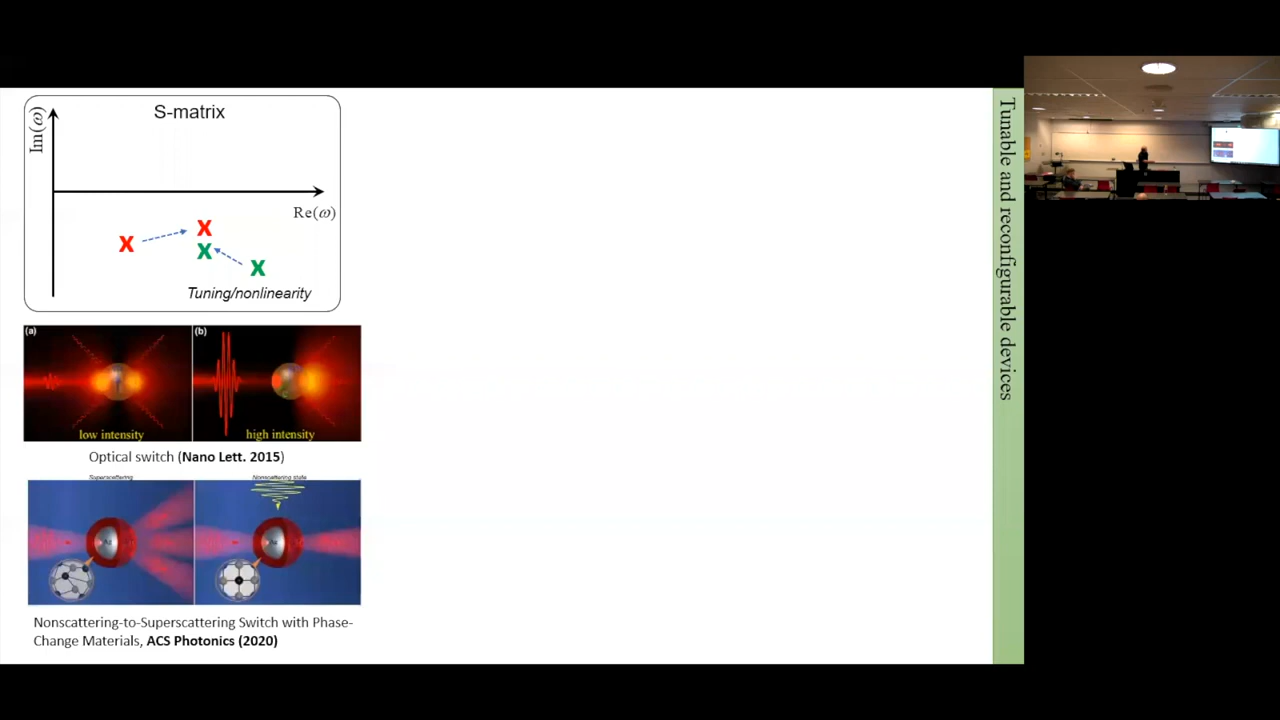 S-matrix
Im(ω)
Re(ω)
X
X
X
X
Tuning/nonlinearity
(a)
(b)
low intensity
high intensity
Optical switch (Nano Lett. 2015)
Superscattering
Nonscattering state
Nonscattering-to-Superscattering Switch with Phase-
Change Materials, ACS Photonics (2020)
Tunable and reconfigurable devices